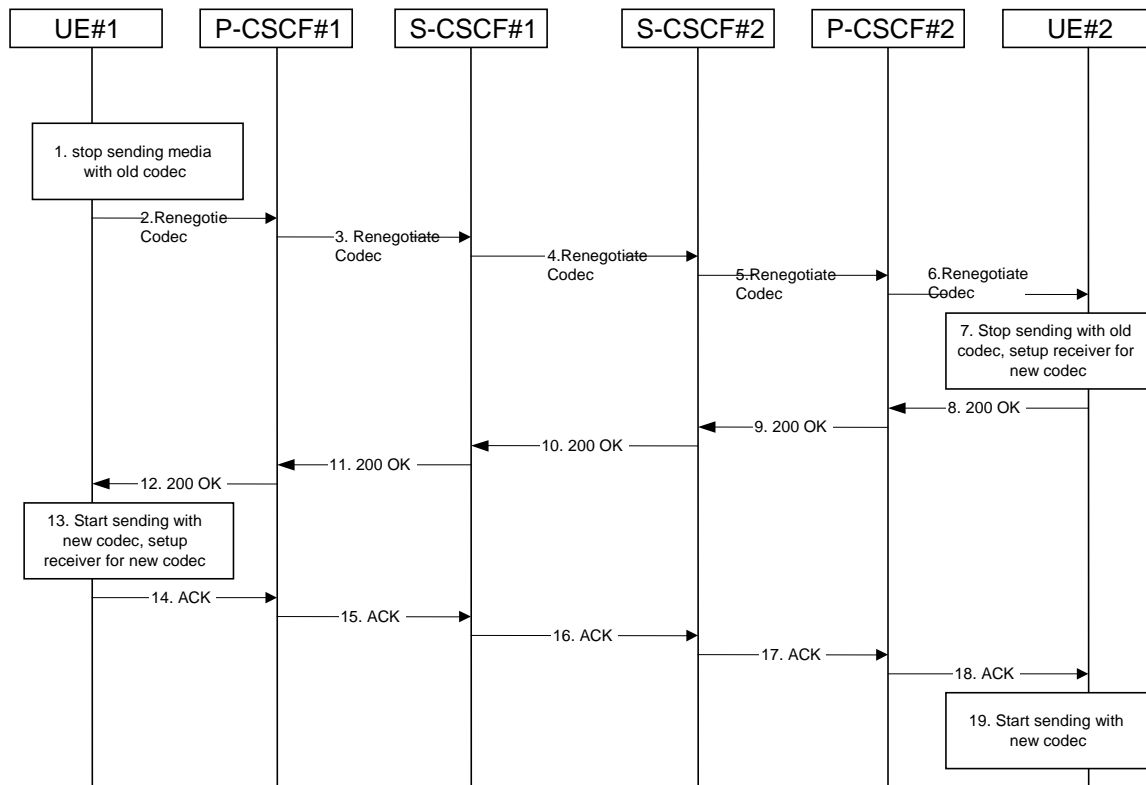 UE#1
P-CSCF#1
S-CSCF#1
S-CSCF#2
P-CSCF#2
UE#2
1. stop sending media
with old codec
2.Renegotie
Codec
3. Renegotiate
Codec
4.Renegotiate
Codec
5.Renegotiate
Codec
6.Renegotiate
Codec
7. Stop sending with old
codec, setup receiver for
new codec
8. 200 OK
9. 200 OK
10. 200 OK
11. 200 OK
12. 200 OK
13. Start sending with
new codec, setup
receiver for new codec
14. ACK
15. ACK
16. ACK
17. ACK
18. ACK
19. Start sending with
new codec